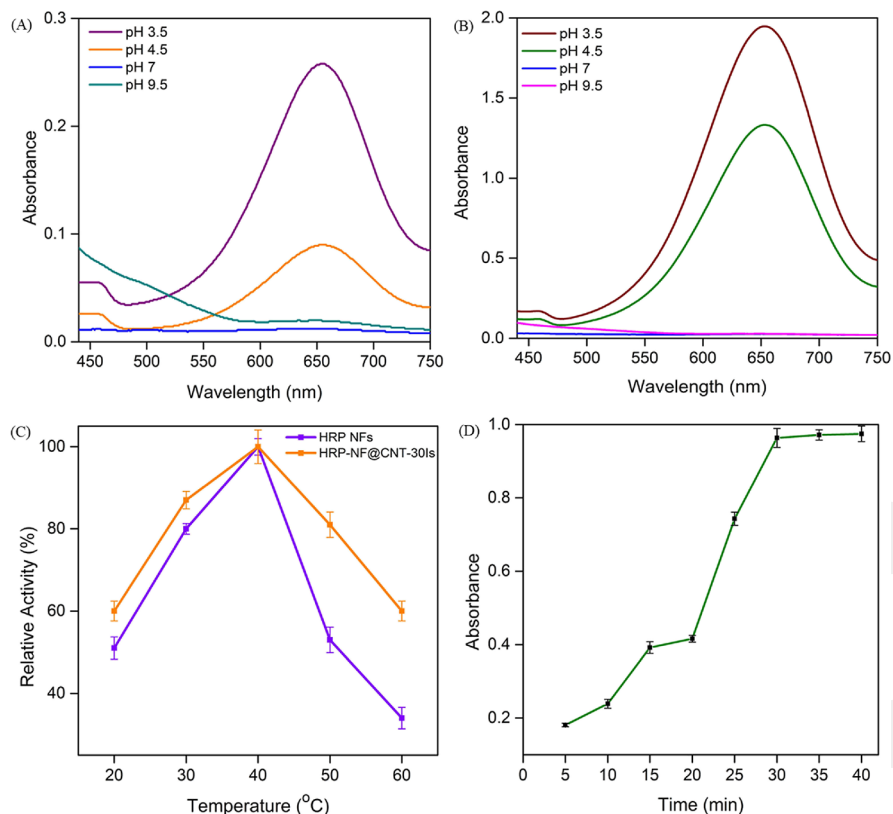 (A)
pH 3.5
pH 4.5
pH 7
pH 9.5
0.3
0.2
0.1
0.0
Absorbance
450 500 550 600 650 700 750
Wavelength (nm)
(B)
pH 3.5
pH 4.5
pH 7
pH 9.5
2.0
1.5
1.0
0.5
0.0
Absorbance
450 500 550 600 650 700 750
Wavelength (nm)
(C)
HRP NFs
HRP-NF@CNT-30Is
100
80
60
40
Relative Activity (%)
20 30 40 50 60
Temperature (°C)
(D)
1.0
0.8
0.6
0.4
0.2
Absorbance
0 5 10 15 20 25 30 35 40
Time (min)